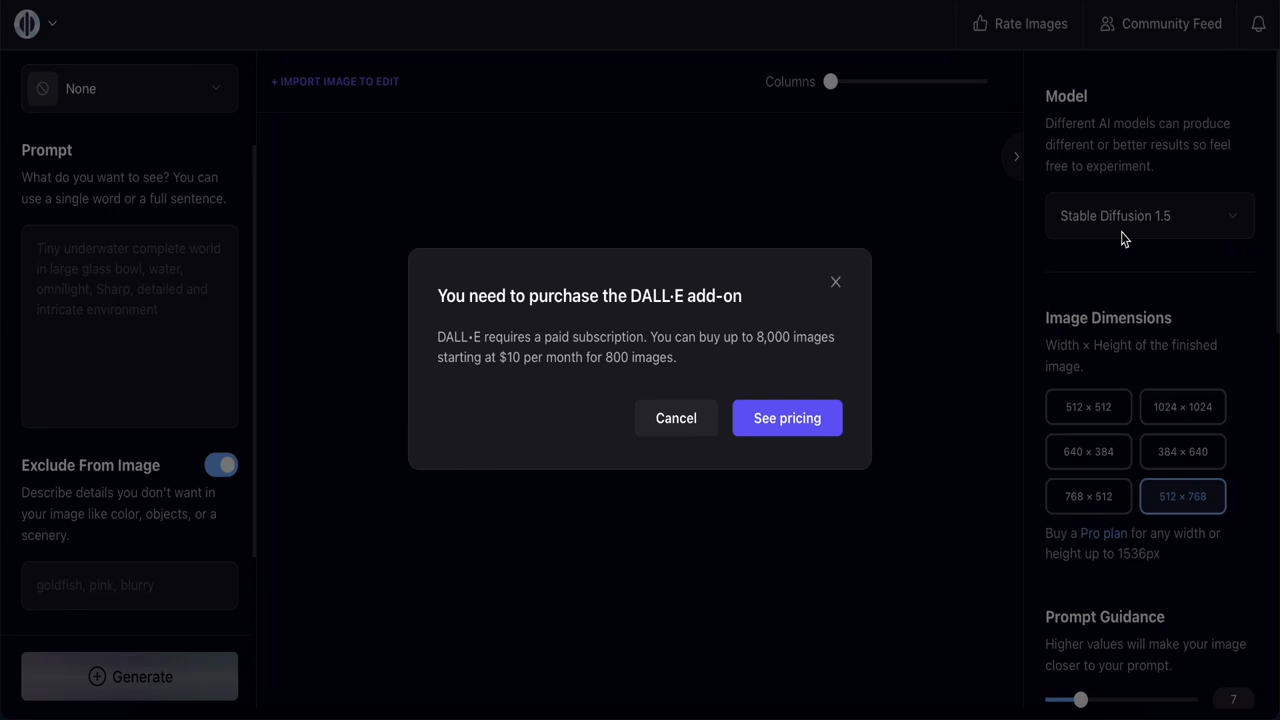 Rate Images
Community Feed
None
+ IMPORT IMAGE TO EDIT
Columns
Prompt
What do you want to see? You can
use a single word or a full sentence.
Tiny underwater complete world
in large glass bowl, water,
omnilight, Sharp, detailed and
intricate environment
Exclude From Image
Describe details you don't want in
your image like color, objects, or a
scenery.
goldfish, pink, blurry
Generate
You need to purchase the DALL·E add-on
DALL•E requires a paid subscription. You can buy up to 8,000 images
starting at $10 per month for 800 images.
Cancel
See pricing
Model
Different AI models can produce
different or better results so feel
free to experiment.
Stable Diffusion 1.5
Image Dimensions
Width × Height of the finished
image.
512 × 512
1024 × 1024
640 × 384
384 × 640
768 × 512
512 × 768
Buy a Pro plan for any width or
height up to 1536px
Prompt Guidance
Higher values will make your image
closer to your prompt.
7